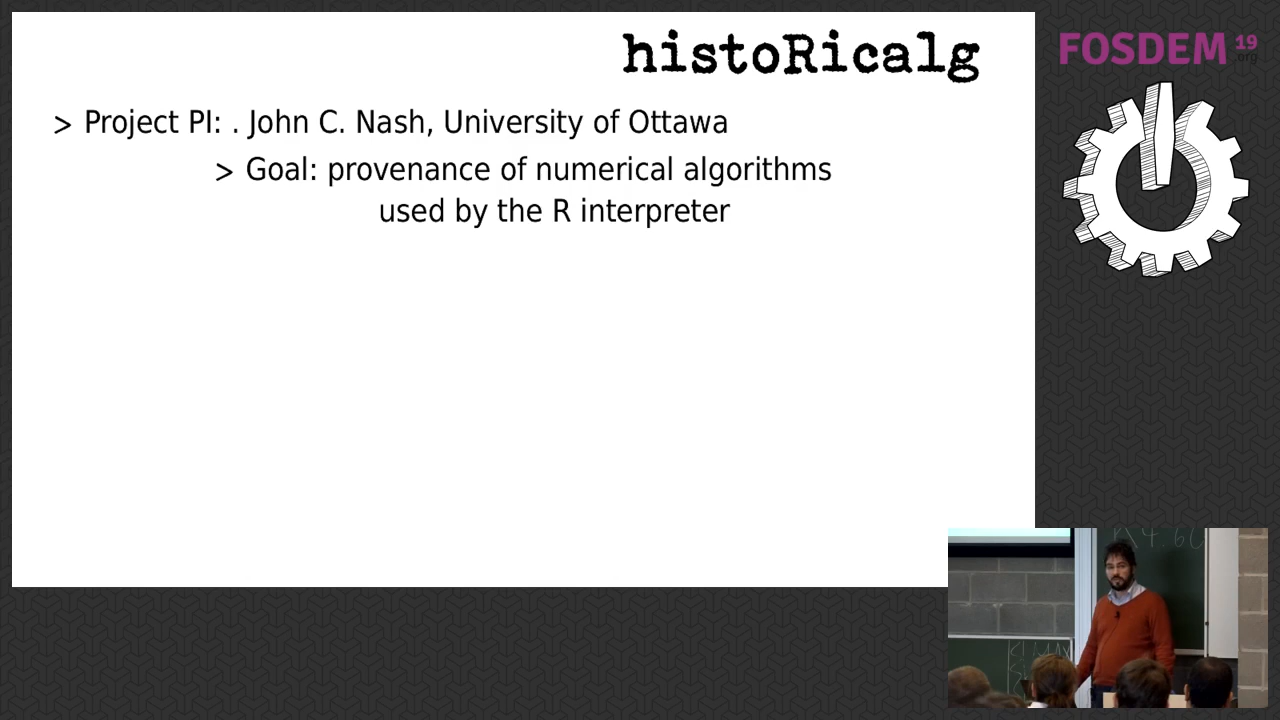 histoRicalg
> Project PI: . John C. Nash, University of Ottawa
> Goal: provenance of numerical algorithms
used by the R interpreter
FOSDEM 19
.org